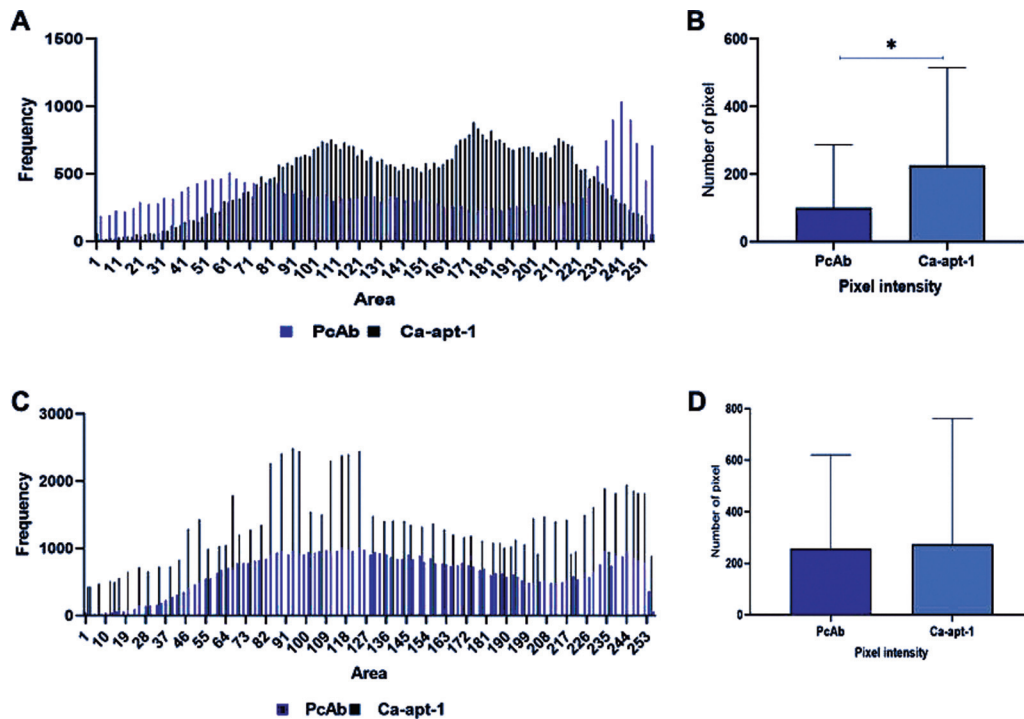 A
1500
1000
500
0
Frequency
1 11 21 31 41 51 61 71 81 91 101 111 121 131 141 151 161 171 181 191 201 211 221 231 241 251
Area
PcAb Ca-apt-1
B
600
400
200
0
Number of pixel
*
PcAb Ca-apt-1
Pixel intensity
C
3000
2000
1000
0
Frequency
1 10 19 28 37 46 55 64 73 82 91 100 109 118 127 136 145 154 163 172 181 190 199 208 217 226 235 244 253
Area
PcAb Ca-apt-1
D
800
600
400
200
0
Number of pixel
PcAb Ca-apt-1
Pixel intensity